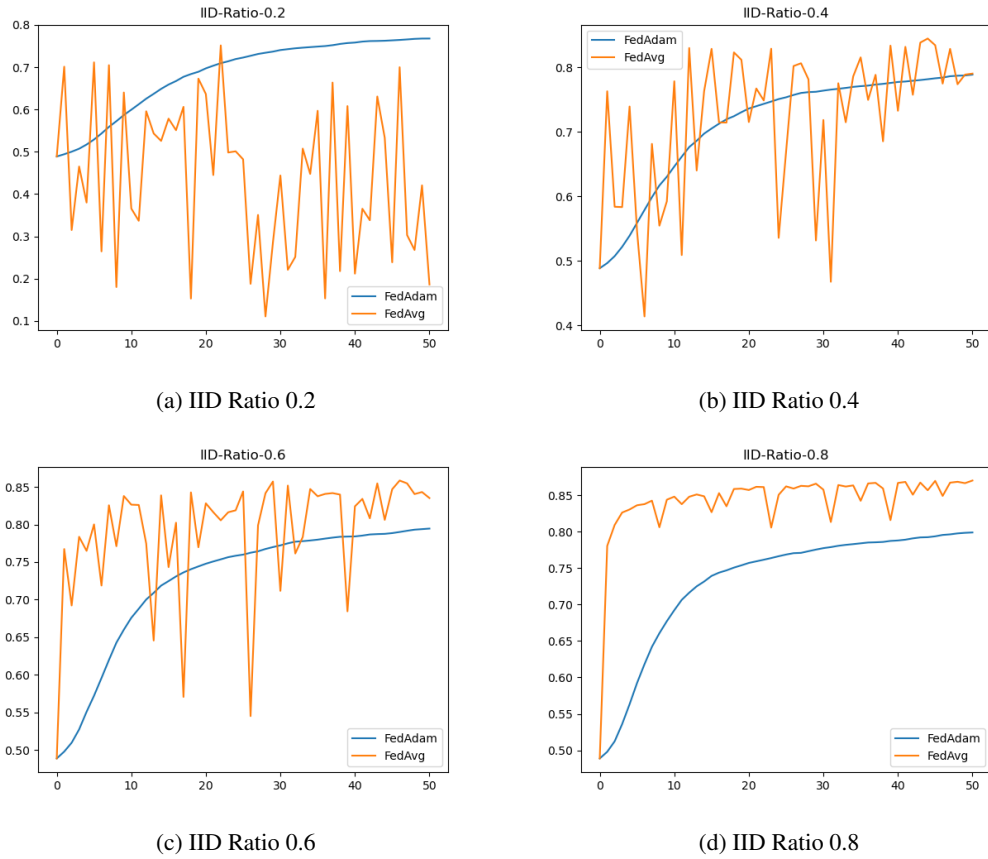 IID-Ratio-0.2
0.8
0.7
0.6
0.5
0.4
0.3
0.2
0.1
FedAdam
FedAvg
0 10 20 30 40 50
(a) IID Ratio 0.2
IID-Ratio-0.4
FedAdam
FedAvg
0.8
0.7
0.6
0.5
0.4
0 10 20 30 40 50
(b) IID Ratio 0.4
IID-Ratio-0.6
0.85
0.80
0.75
0.70
0.65
0.60
0.55
0.50
FedAdam
FedAvg
0 10 20 30 40 50
(c) IID Ratio 0.6
IID-Ratio-0.8
0.85
0.80
0.75
0.70
0.65
0.60
0.55
0.50
FedAdam
FedAvg
0 10 20 30 40 50
(d) IID Ratio 0.8